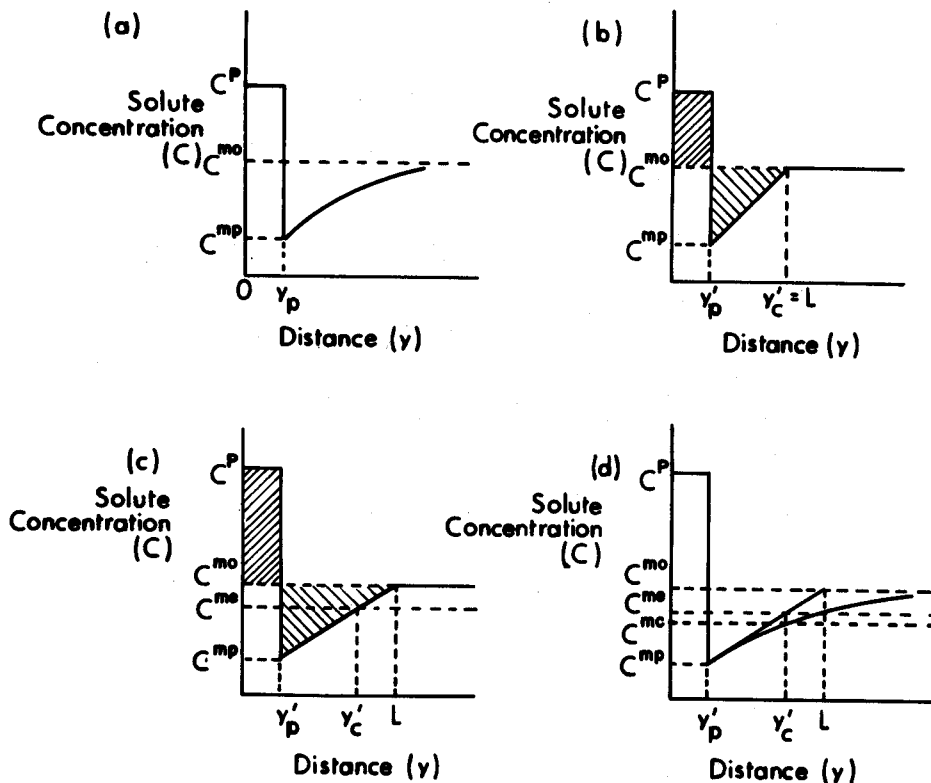 (a)
C^P
Solute
Concentration
(C)
C^mo
C^mp
O
y_p
Distance (y)
(b)
C^P
Solute
Concentration
(C)
C^mo
C^mp
y'_p
y'_c = L
Distance (y)
(c)
C^P
Solute
Concentration
(C)
C^mo
C^me
C^mp
y'_p
y'_c
L
Distance (y)
(d)
C^P
Solute
Concentration
(C)
C^mo
C^me
C^mc
C^mp
y'_p
y'_c
L
Distance (y)